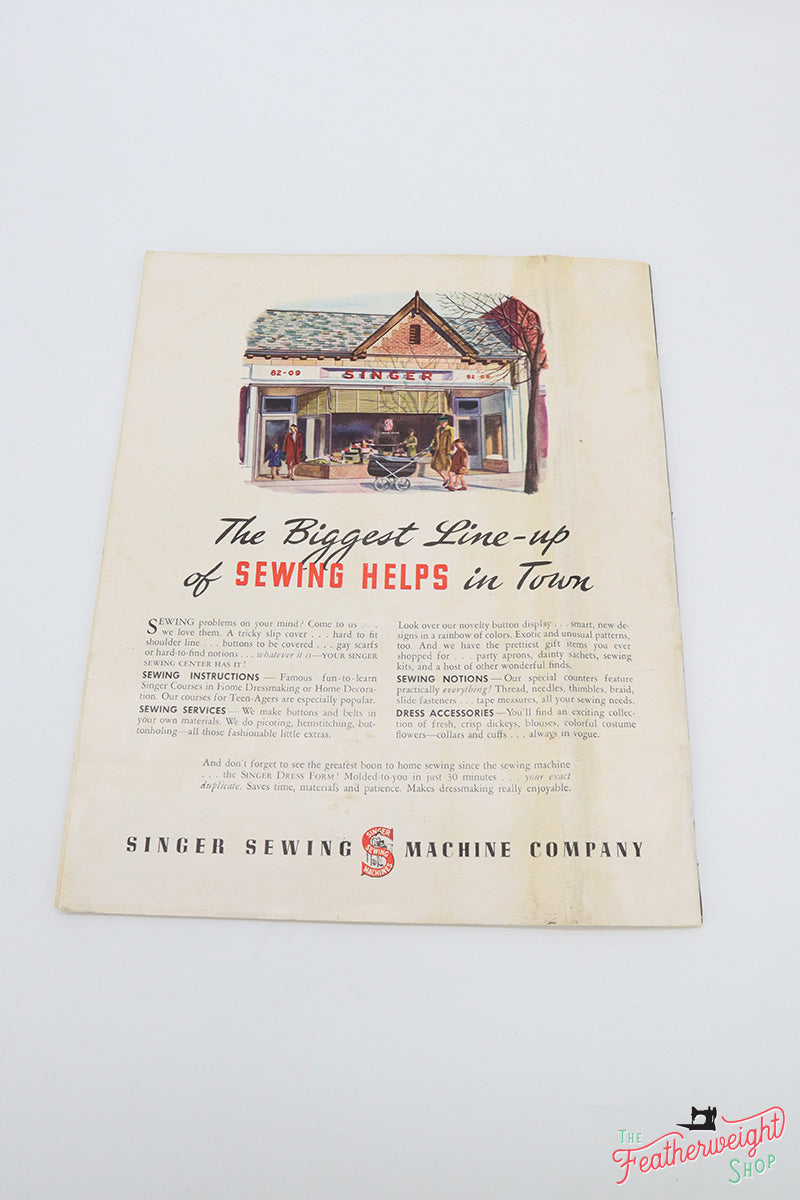 82-09 SINGER 82-09
The Biggest Line-up
of SEWING HELPS in Town
SEWING problems on your mind? Come to us . . .
we love them. A tricky slip cover . . . hard to fit
shoulder line . . . buttons to be covered . . . gay scarfs
or hard-to-find notions . . . whatever it is—YOUR SINGER
SEWING CENTER HAS IT!
SEWING INSTRUCTIONS — Famous fun-to-learn
Singer Courses in Home Dressmaking or Home Decora-
tion. Our courses for Teen-Agers are especially popular.
SEWING SERVICES — We make buttons and belts in
your own materials. We do picoting, hemstitching, but-
tonholing—all those fashionable little extras.
Look over our novelty button display . . . smart, new de-
signs in a rainbow of colors. Exotic and unusual patterns,
too. And we have the prettiest gift items you ever
shopped for . . . party aprons, dainty sachets, sewing
kits, and a host of other wonderful finds.
SEWING NOTIONS — Our special counters feature
practically everything! Thread, needles, thimbles, braid,
slide fasteners . . . tape measures, all your sewing needs.
DRESS ACCESSORIES — You'll find an exciting collec-
tion of fresh, crisp dickeys, blouses, colorful costume
flowers—collars and cuffs . . . always in vogue.
And don't forget to see the greatest boon to home sewing since the sewing machine
. . . the SINGER DRESS FORM! Molded-to-you in just 30 minutes . . . your exact
duplicate. Saves time, materials and patience. Makes dressmaking really enjoyable.
SINGER SEWING MACHINE COMPANY
SINGER
SEWING
MACHINES
THE
Featherweight
SHOP